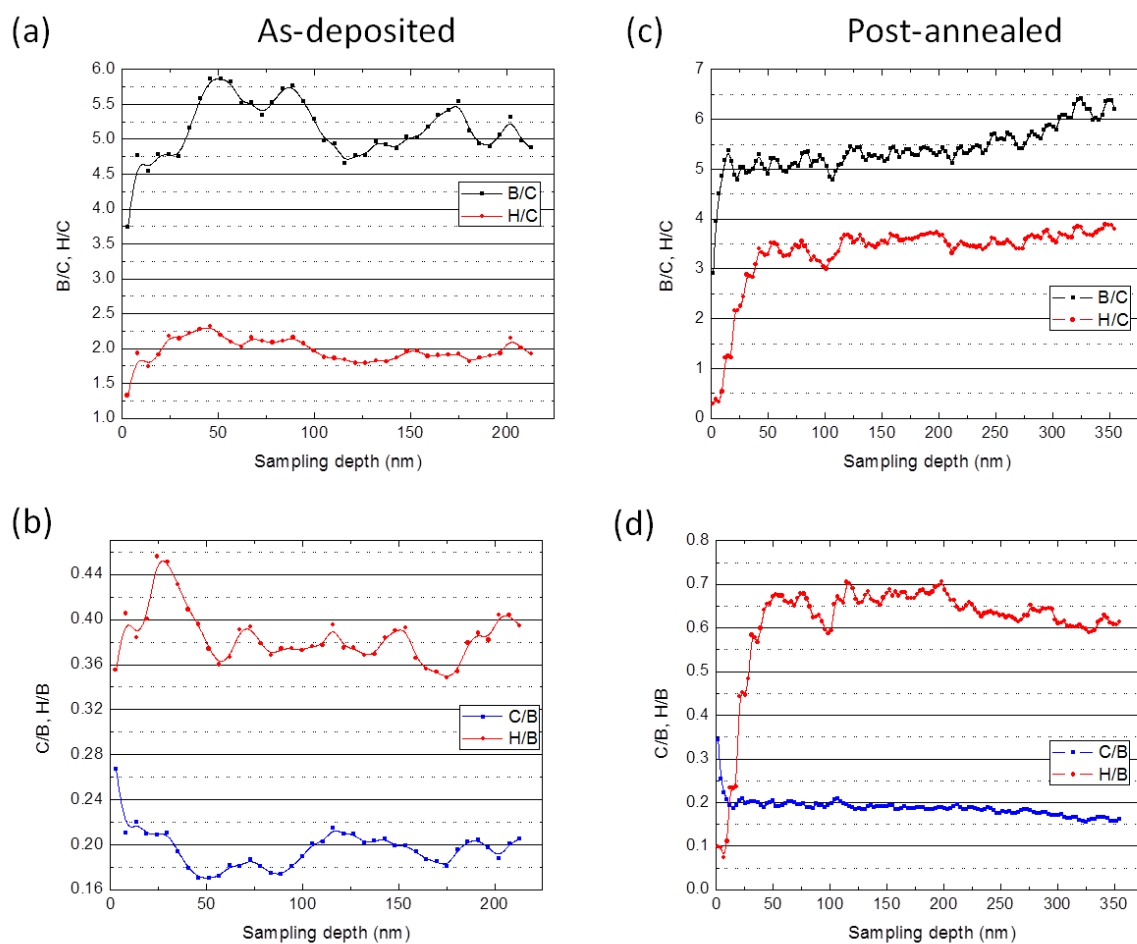 (a) As-deposited
6.0
5.5
5.0
4.5
4.0
3.5
3.0
2.5
2.0
1.5
1.0
B/C, H/C
B/C
H/C
0 50 100 150 200
Sampling depth (nm)
(c) Post-annealed
7
6
5
4
3
2
1
0
B/C, H/C
B/C
H/C
0 50 100 150 200 250 300 350
Sampling depth (nm)
(b)
0.44
0.40
0.36
0.32
0.28
0.24
0.20
0.16
C/B, H/B
C/B
H/B
0 50 100 150 200
Sampling depth (nm)
(d)
0.8
0.7
0.6
0.5
0.4
0.3
0.2
0.1
0.0
C/B, H/B
C/B
H/B
0 50 100 150 200 250 300 350
Sampling depth (nm)